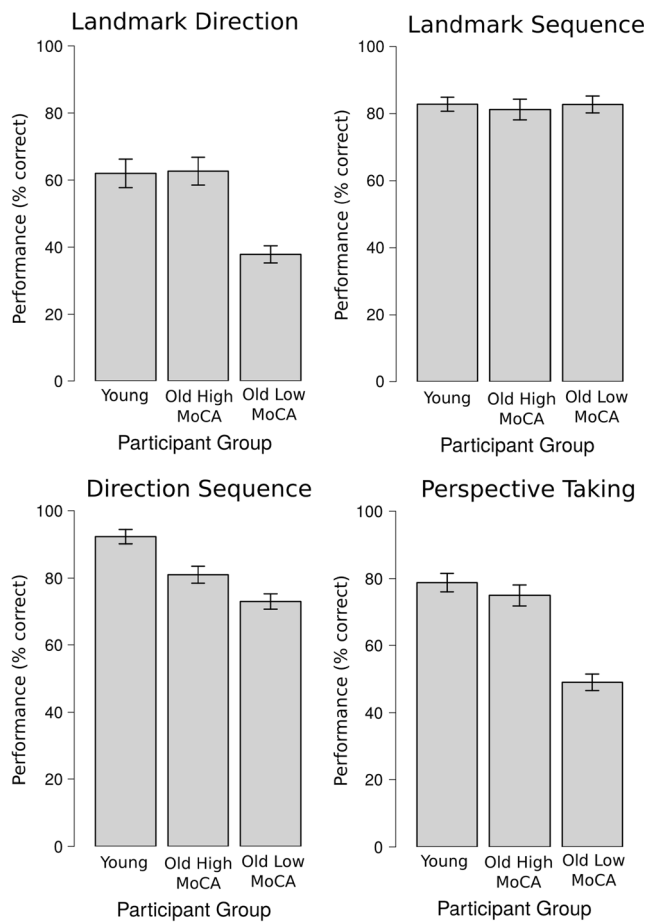 Landmark Direction
Performance (% correct)
100
80
60
40
20
0
Young
Old High
MoCA
Old Low
MoCA
Participant Group
Landmark Sequence
Performance (% correct)
100
80
60
40
20
0
Young
Old High
MoCA
Old Low
MoCA
Participant Group
Direction Sequence
Performance (% correct)
100
80
60
40
20
0
Young
Old High
MoCA
Old Low
MoCA
Participant Group
Perspective Taking
Performance (% correct)
100
80
60
40
20
0
Young
Old High
MoCA
Old Low
MoCA
Participant Group